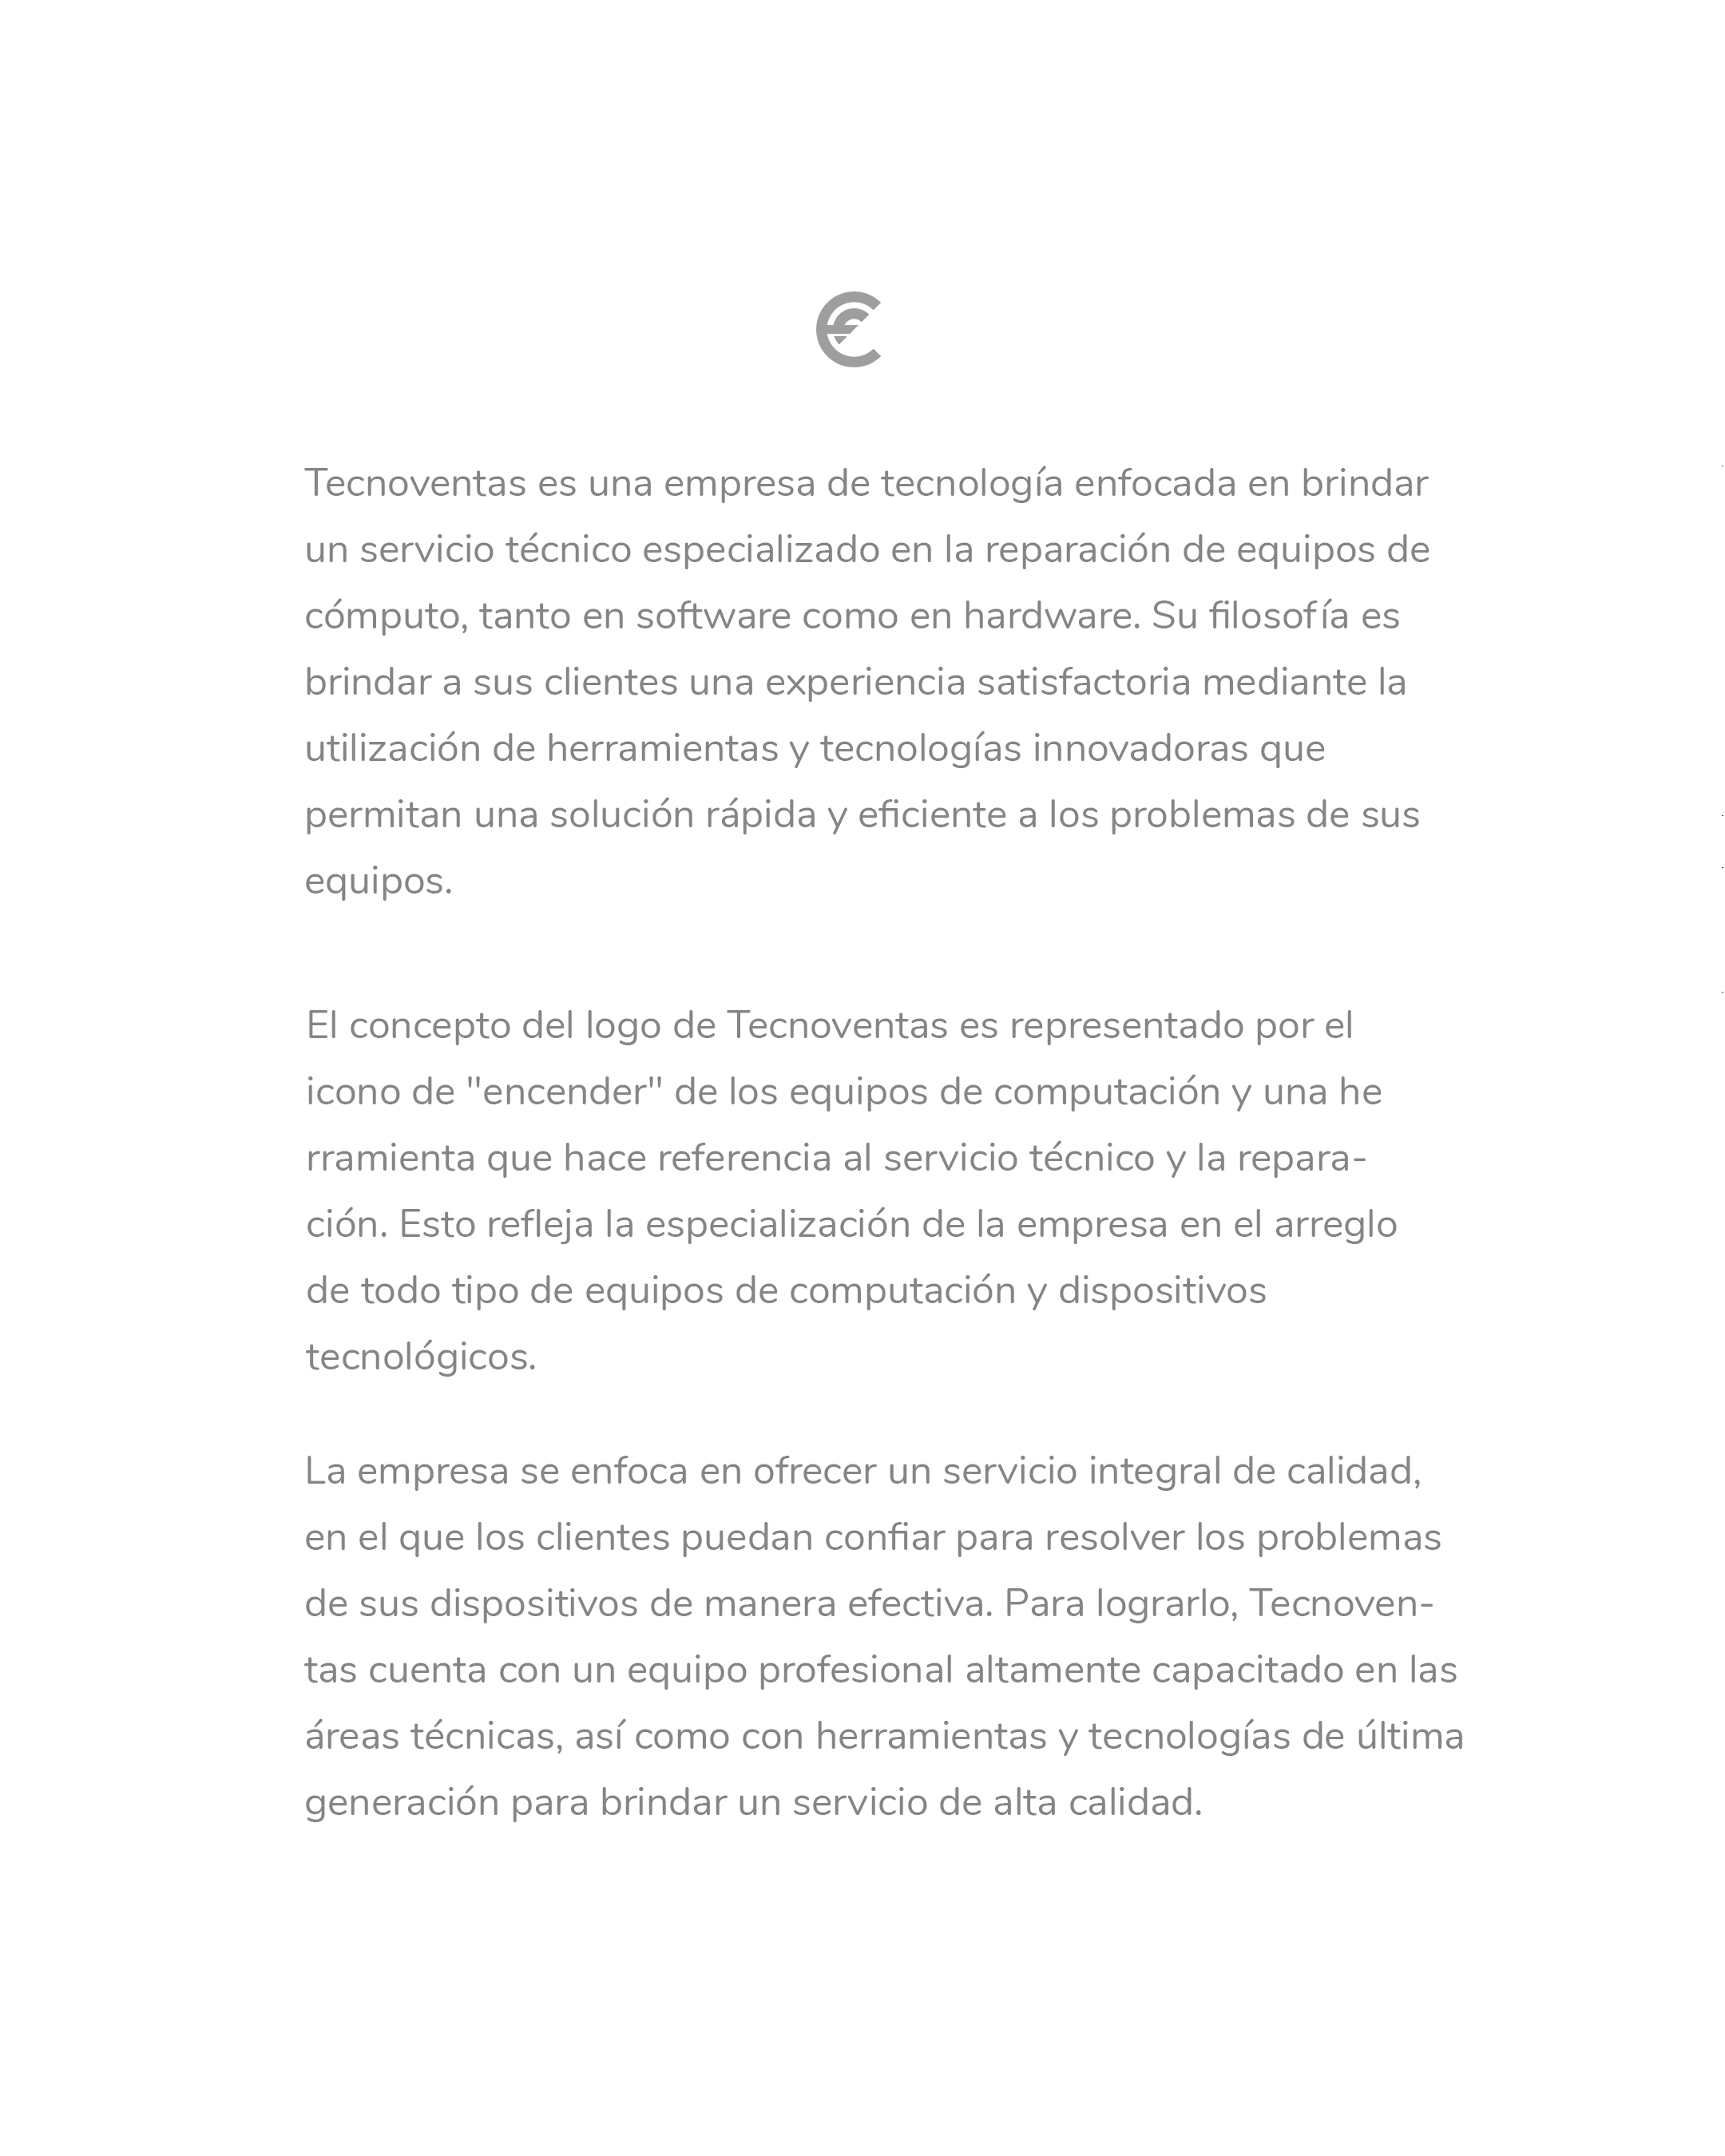 Tecnoventas es una empresa de tecnología enfocada en brindar
un servicio técnico especializado en la reparación de equipos de
cómputo, tanto en software como en hardware. Su filosofía es
brindar a sus clientes una experiencia satisfactoria mediante la
utilización de herramientas y tecnologías innovadoras que
permitan una solución rápida y eficiente a los problemas de sus
equipos.
El concepto del logo de Tecnoventas es representado por el
icono de "encender" de los equipos de computación y una he
rramienta que hace referencia al servicio técnico y la repara-
ción. Esto refleja la especialización de la empresa en el arreglo
de todo tipo de equipos de computación y dispositivos
tecnológicos.
La empresa se enfoca en ofrecer un servicio integral de calidad,
en el que los clientes puedan confiar para resolver los problemas
de sus dispositivos de manera efectiva. Para lograrlo, Tecnoven-
tas cuenta con un equipo profesional altamente capacitado en las
áreas técnicas, así como con herramientas y tecnologías de última
generación para brindar un servicio de alta calidad.